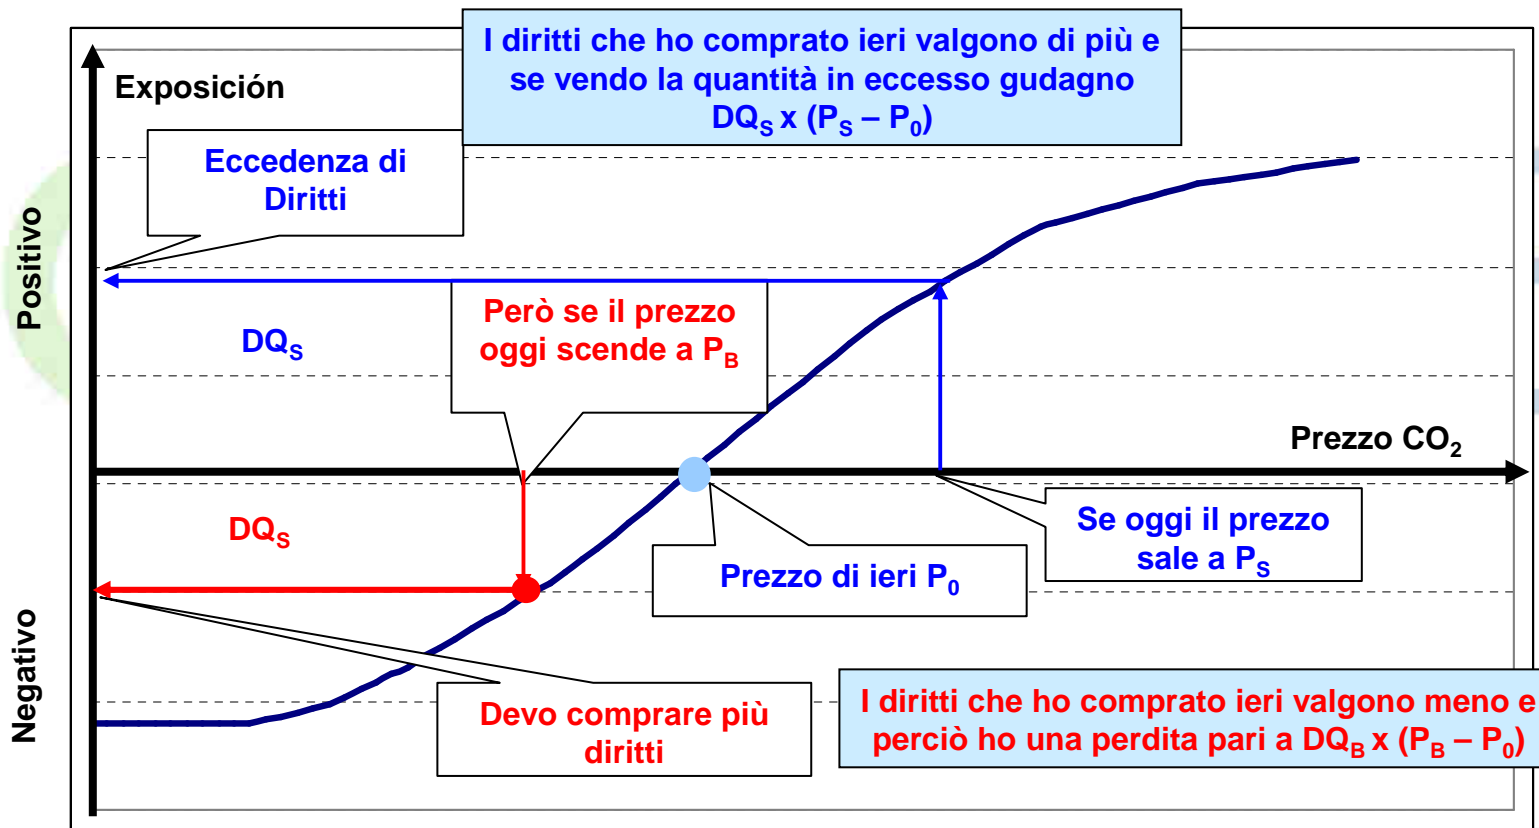 I diritti che ho comprato ieri valgono di più e
se vendo la quantità in eccesso gudagno
DQS x (PS – P0)
Exposición
Eccedenza di
Diritti
Positivo
Però se il prezzo
oggi scende a PB
DQS
Prezzo CO2
DQS
Se oggi il prezzo
sale a PS
Prezzo di ieri P0
Negativo
Devo comprare più
diritti
I diritti che ho comprato ieri valgono meno e
perciò ho una perdita pari a DQB x (PB – P0)